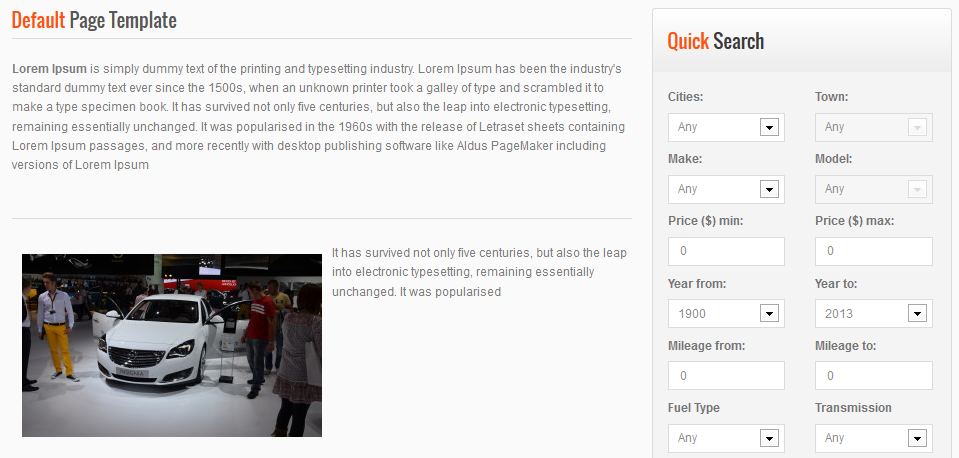 Default Page Template
Lorem Ipsum is simply dummy text of the printing and typesetting industry. Lorem Ipsum has been the industry's
standard dummy text ever since the 1500s, when an unknown printer took a galley of type and scrambled it to
make a type specimen book. It has survived not only five centuries, but also the leap into electronic typesetting,
remaining essentially unchanged. It was popularised in the 1960s with the release of Letraset sheets containing
Lorem Ipsum passages, and more recently with desktop publishing software like Aldus PageMaker including
versions of Lorem Ipsum
It has survived not only five centuries, but also the leap
into electronic typesetting, remaining essentially
unchanged. It was popularised
INSIGNIA
Quick Search
Cities: Town:
Any Any
Make: Model:
Any Any
Price ($) min: Price ($) max:
0 0
Year from: Year to:
1900 2013
Mileage from: Mileage to:
0 0
Fuel Type Transmission
Any Any